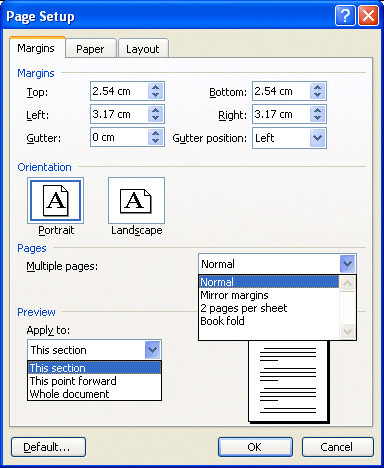 Page Setup
Margins Paper Layout
Margins
Top: 2.54 cm Bottom: 2.54 cm
Left: 3.17 cm Right: 3.17 cm
Gutter: 0 cm Gutter position: Left
Orientation
A A
Portrait Landscape
Pages
Multiple pages: Normal
Normal
Mirror margins
2 pages per sheet
Book fold
Preview
Apply to:
This section
This section
This point forward
Whole document
Default... OK Cancel